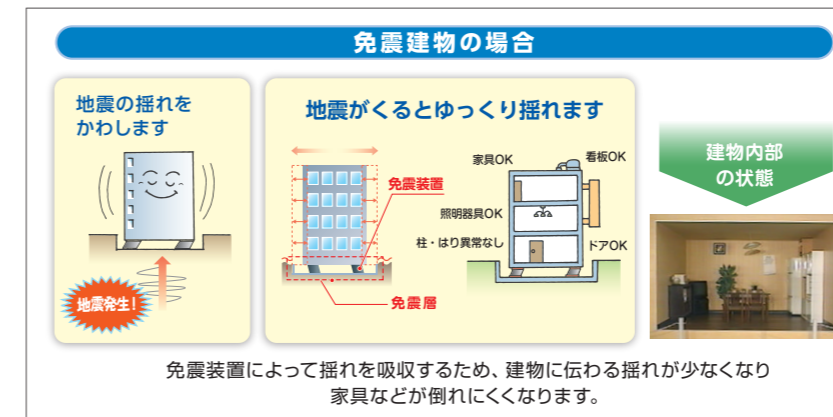 免震建物の場合
地震の揺れを
かわします
地震発生!
地震がくるとゆっくり揺れます
免震装置
免震層
家具OK
看板OK
照明器具OK
柱・はり異常なし
ドアOK
建物内部
の状態
免震装置によって揺れを吸収するため、建物に伝わる揺れが少なくなり
家具などが倒れにくくなります。